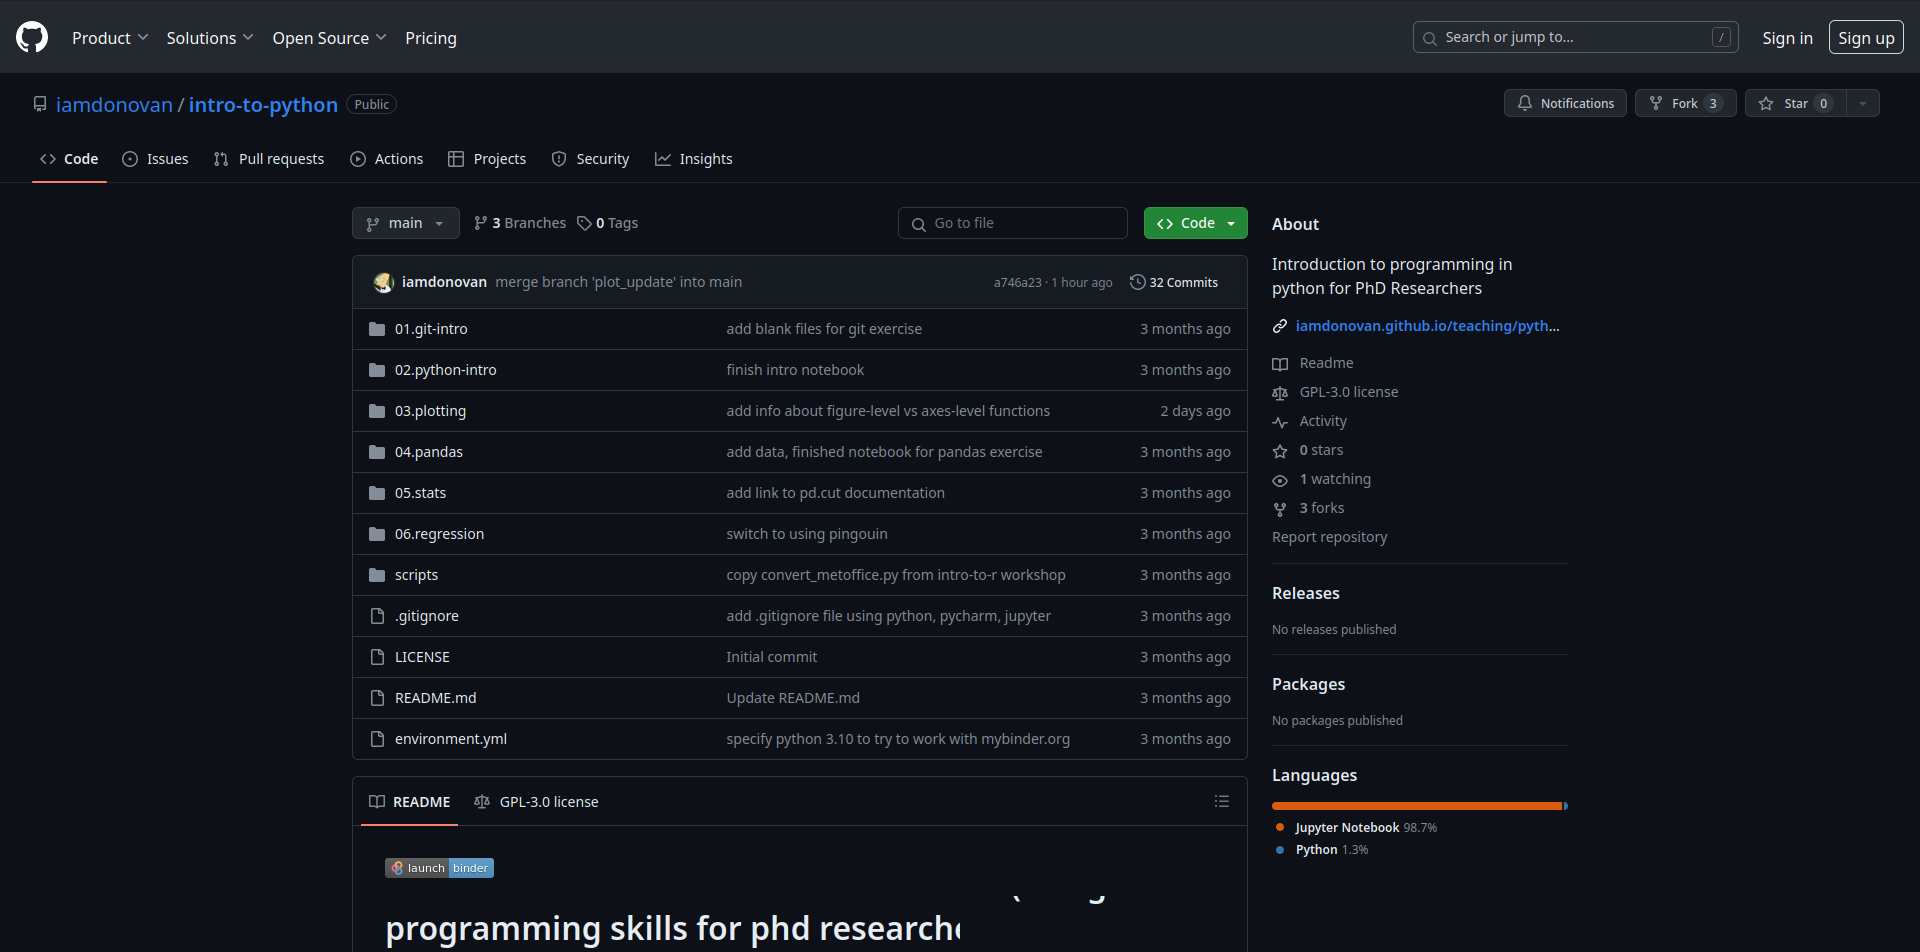 Product Solutions Open Source Pricing Search or jump to... / Sign in Sign up
iamdonovan / intro-to-python Public Notifications Fork 3 Star 0
Code Issues Pull requests Actions Projects Security Insights
main 3 Branches 0 Tags Go to file Code
iamdonovan merge branch 'plot_update' into main a746a23 · 1 hour ago 32 Commits
01.git-intro add blank files for git exercise 3 months ago
02.python-intro finish intro notebook 3 months ago
03.plotting add info about figure-level vs axes-level functions 2 days ago
04.pandas add data, finished notebook for pandas exercise 3 months ago
05.stats add link to pd.cut documentation 3 months ago
06.regression switch to using pingouin 3 months ago
scripts copy convert_metoffice.py from intro-to-r workshop 3 months ago
.gitignore add .gitignore file using python, pycharm, jupyter 3 months ago
LICENSE Initial commit 3 months ago
README.md Update README.md 3 months ago
environment.yml specify python 3.10 to try to work with mybinder.org 3 months ago
README GPL-3.0 license
launch binder
programming skills for phd
About
Introduction to programming in
python for PhD Researchers
iamdonovan.github.io/teaching/pyth...
Readme
GPL-3.0 license
Activity
0 stars
1 watching
3 forks
Report repository
Releases
No releases published
Packages
No packages published
Languages
Jupyter Notebook 98.7%
Python 1.3%